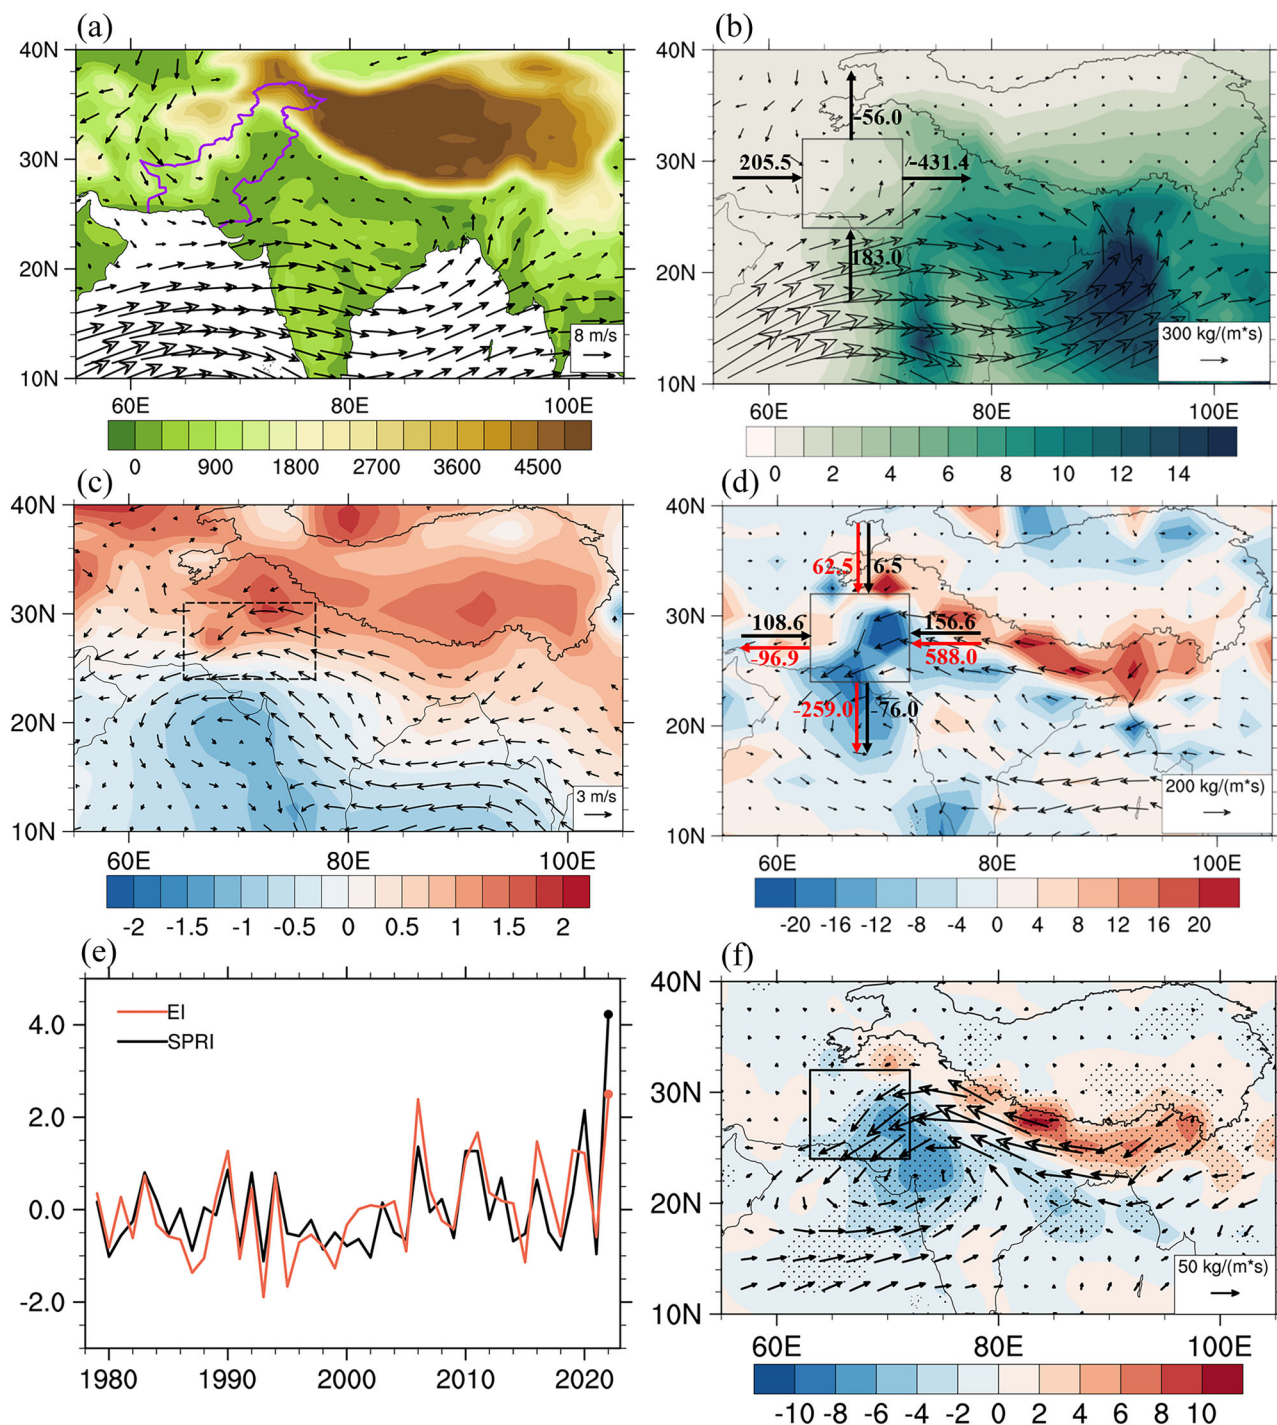 (a)
40N
30N
20N
10N
8 m/s
60E 80E 100E
0 900 1800 2700 3600 4500
(b)
40N
30N
20N
10N
-56.0
205.5
-431.4
183.0
300 kg/(m*s)
60E 80E 100E
0 2 4 6 8 10 12 14
(c)
40N
30N
20N
10N
3 m/s
60E 80E 100E
-2 -1.5 -1 -0.5 0 0.5 1 1.5 2
(d)
40N
30N
20N
10N
62.5 6.5
108.6 156.6
-96.9 588.0
-259.0 -76.0
200 kg/(m*s)
60E 80E 100E
-20 -16 -12 -8 -4 0 4 8 12 16 20
(e)
EI
SPRI
4.0
2.0
0.0
-2.0
1980 1990 2000 2010 2020
(f)
40N
30N
20N
10N
50 kg/(m*s)
60E 80E 100E
-10 -8 -6 -4 -2 0 2 4 6 8 10